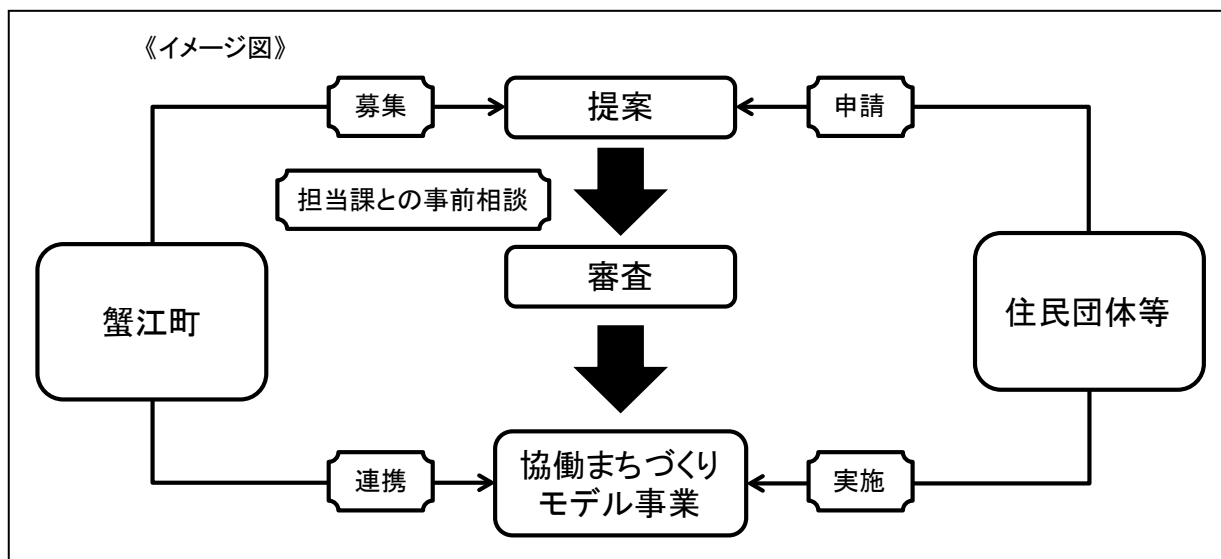 《イメージ図》
募集
提案
申請
担当課との事前相談
審査
蟹江町
住民団体等
連携
協働まちづくり
モデル事業
実施